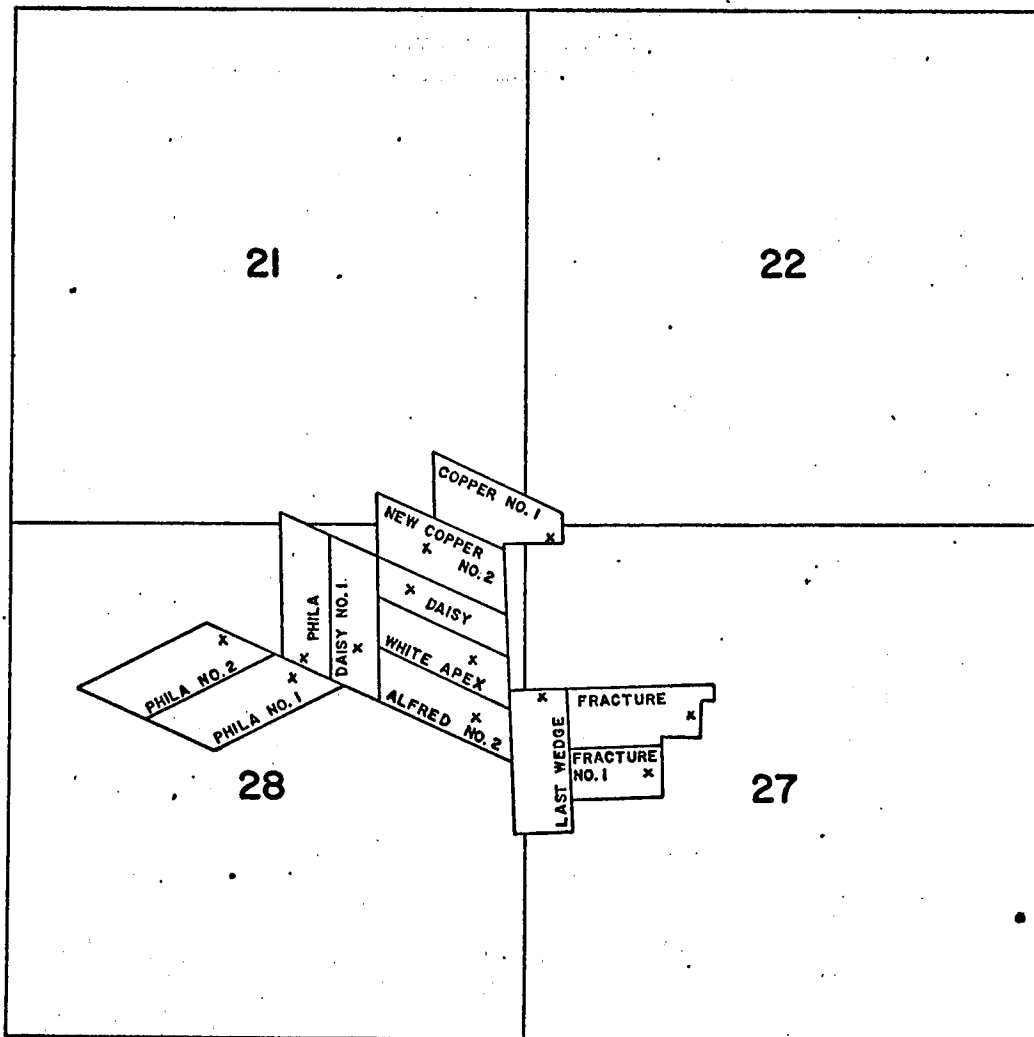 21
22
COPPER NO. 1
x
NEW COPPER
NO. 2
x
x DAISY
PHILA
x
DAISY NO. 1.
x
WHITE APEX
x
ALFRED
NO. 2
x
PHILA NO. 2
x
PHILA NO. 1
x
LAST WEDGE
x
FRACTURE
x
FRACTURE
NO. 1 x
28
27